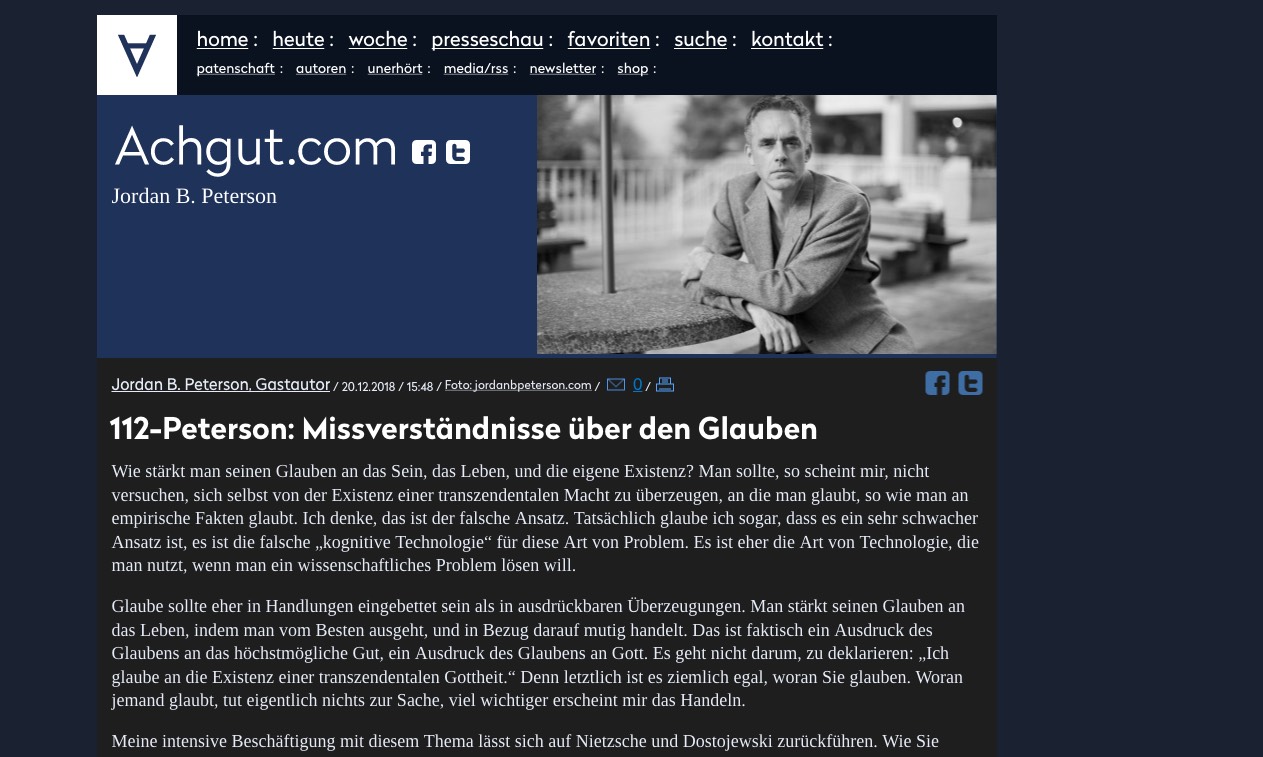 home : heute : woche : presseschau : favoriten : suche : kontakt :
patenschaft : autoren : unerhört : media/rss : newsletter : shop :
Achgut.com
Jordan B. Peterson
Jordan B. Peterson, Gastautor / 20.12.2018 / 15:48 / Foto: jordanbpeterson.com / 0 /
112-Peterson: Missverständnisse über den Glauben
Wie stärkt man seinen Glauben an das Sein, das Leben, und die eigene Existenz? Man sollte, so scheint mir, nicht
versuchen, sich selbst von der Existenz einer transzendentalen Macht zu überzeugen, an die man glaubt, so wie man an
empirische Fakten glaubt. Ich denke, das ist der falsche Ansatz. Tatsächlich glaube ich sogar, dass es ein sehr schwacher
Ansatz ist, es ist die falsche „kognitive Technologie“ für diese Art von Problem. Es ist eher die Art von Technologie, die
man nutzt, wenn man ein wissenschaftliches Problem lösen will.
Glaube sollte eher in Handlungen eingebettet sein als in ausdrückbaren Überzeugungen. Man stärkt seinen Glauben an
das Leben, indem man vom Besten ausgeht, und in Bezug darauf mutig handelt. Das ist faktisch ein Ausdruck des
Glaubens an das höchstmögliche Gut, ein Ausdruck des Glaubens an Gott. Es geht nicht darum, zu deklarieren: „Ich
glaube an die Existenz einer transzendentalen Gottheit.“ Denn letztlich ist es ziemlich egal, woran Sie glauben. Woran
jemand glaubt, tut eigentlich nichts zur Sache, viel wichtiger erscheint mir das Handeln.
Meine intensive Beschäftigung mit diesem Thema lässt sich auf Nietzsche und Dostojewski zurückführen. Wie Sie